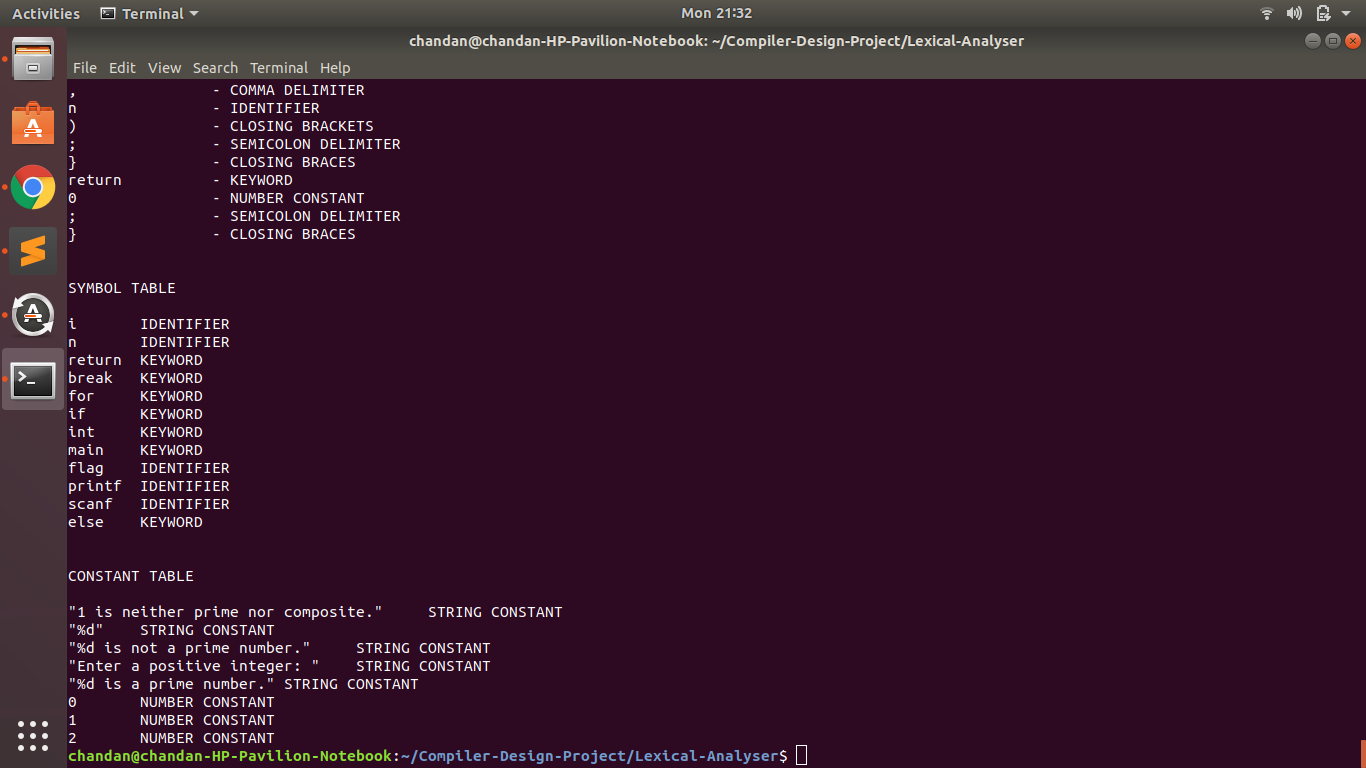 Activities Terminal Mon 21:32
chandan@chandan-HP-Pavilion-Notebook: ~/Compiler-Design-Project/Lexical-Analyser
File Edit View Search Terminal Help
, - COMMA DELIMITER
n - IDENTIFIER
) - CLOSING BRACKETS
; - SEMICOLON DELIMITER
} - CLOSING BRACES
return - KEYWORD
0 - NUMBER CONSTANT
; - SEMICOLON DELIMITER
} - CLOSING BRACES
SYMBOL TABLE
i IDENTIFIER
n IDENTIFIER
return KEYWORD
break KEYWORD
for KEYWORD
if KEYWORD
int KEYWORD
main KEYWORD
flag IDENTIFIER
printf IDENTIFIER
scanf IDENTIFIER
else KEYWORD
CONSTANT TABLE
"1 is neither prime nor composite." STRING CONSTANT
"%d" STRING CONSTANT
"%d is not a prime number." STRING CONSTANT
"Enter a positive integer: " STRING CONSTANT
"%d is a prime number." STRING CONSTANT
0 NUMBER CONSTANT
1 NUMBER CONSTANT
2 NUMBER CONSTANT
chandan@chandan-HP-Pavilion-Notebook:~/Compiler-Design-Project/Lexical-Analyser$